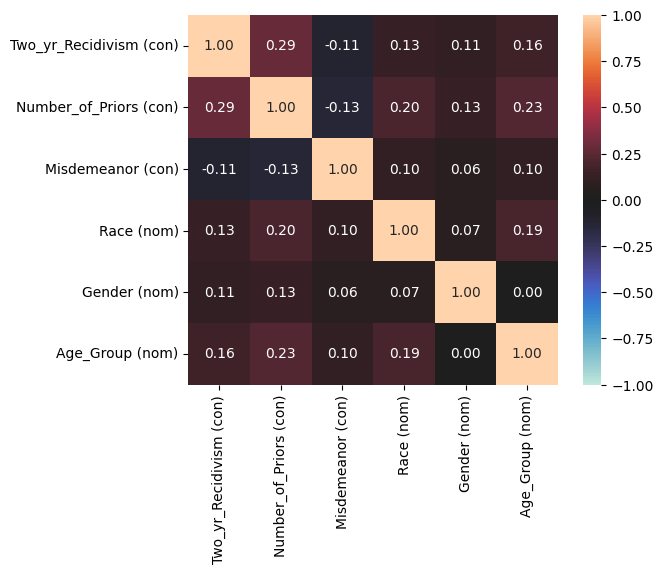 Two_yr_Recidivism (con) 1.00 0.29 -0.11 0.13 0.11 0.16
Number_of_Priors (con) 0.29 1.00 -0.13 0.20 0.13 0.23
Misdemeanor (con) -0.11 -0.13 1.00 0.10 0.06 0.10
Race (nom) 0.13 0.20 0.10 1.00 0.07 0.19
Gender (nom) 0.11 0.13 0.06 0.07 1.00 0.00
Age_Group (nom) 0.16 0.23 0.10 0.19 0.00 1.00
Two_yr_Recidivism (con)
Number_of_Priors (con)
Misdemeanor (con)
Race (nom)
Gender (nom)
Age_Group (nom)
1.00
0.75
0.50
0.25
0.00
−0.25
−0.50
−0.75
−1.00